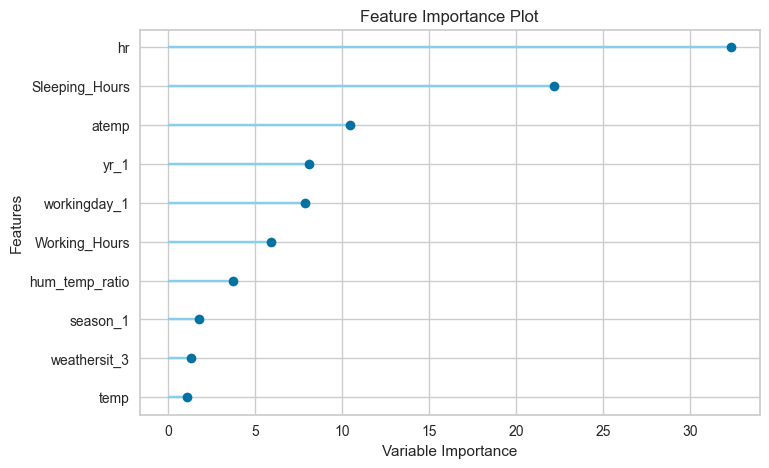 Feature Importance Plot
Features
hr
Sleeping_Hours
atemp
yr_1
workingday_1
Working_Hours
hum_temp_ratio
season_1
weathersit_3
temp
0 5 10 15 20 25 30
Variable Importance